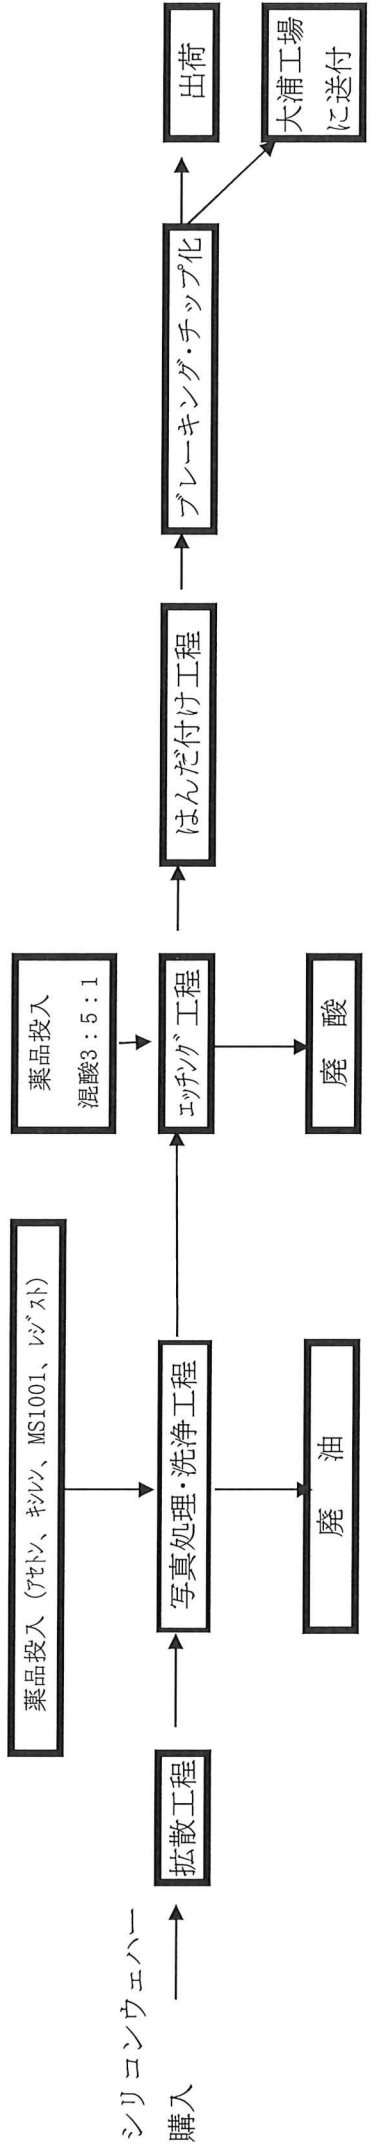 シリコンウェハー
購入
拡散工程
薬品投入（アセトン、キシレン、MS1001、レジスト）
写真処理・洗浄工程
廃　油
薬品投入
混酸3：5：1
エッチング工程
廃　酸
はんだ付け工程
ブレーキング・チップ化
出荷
大浦工場
に送付